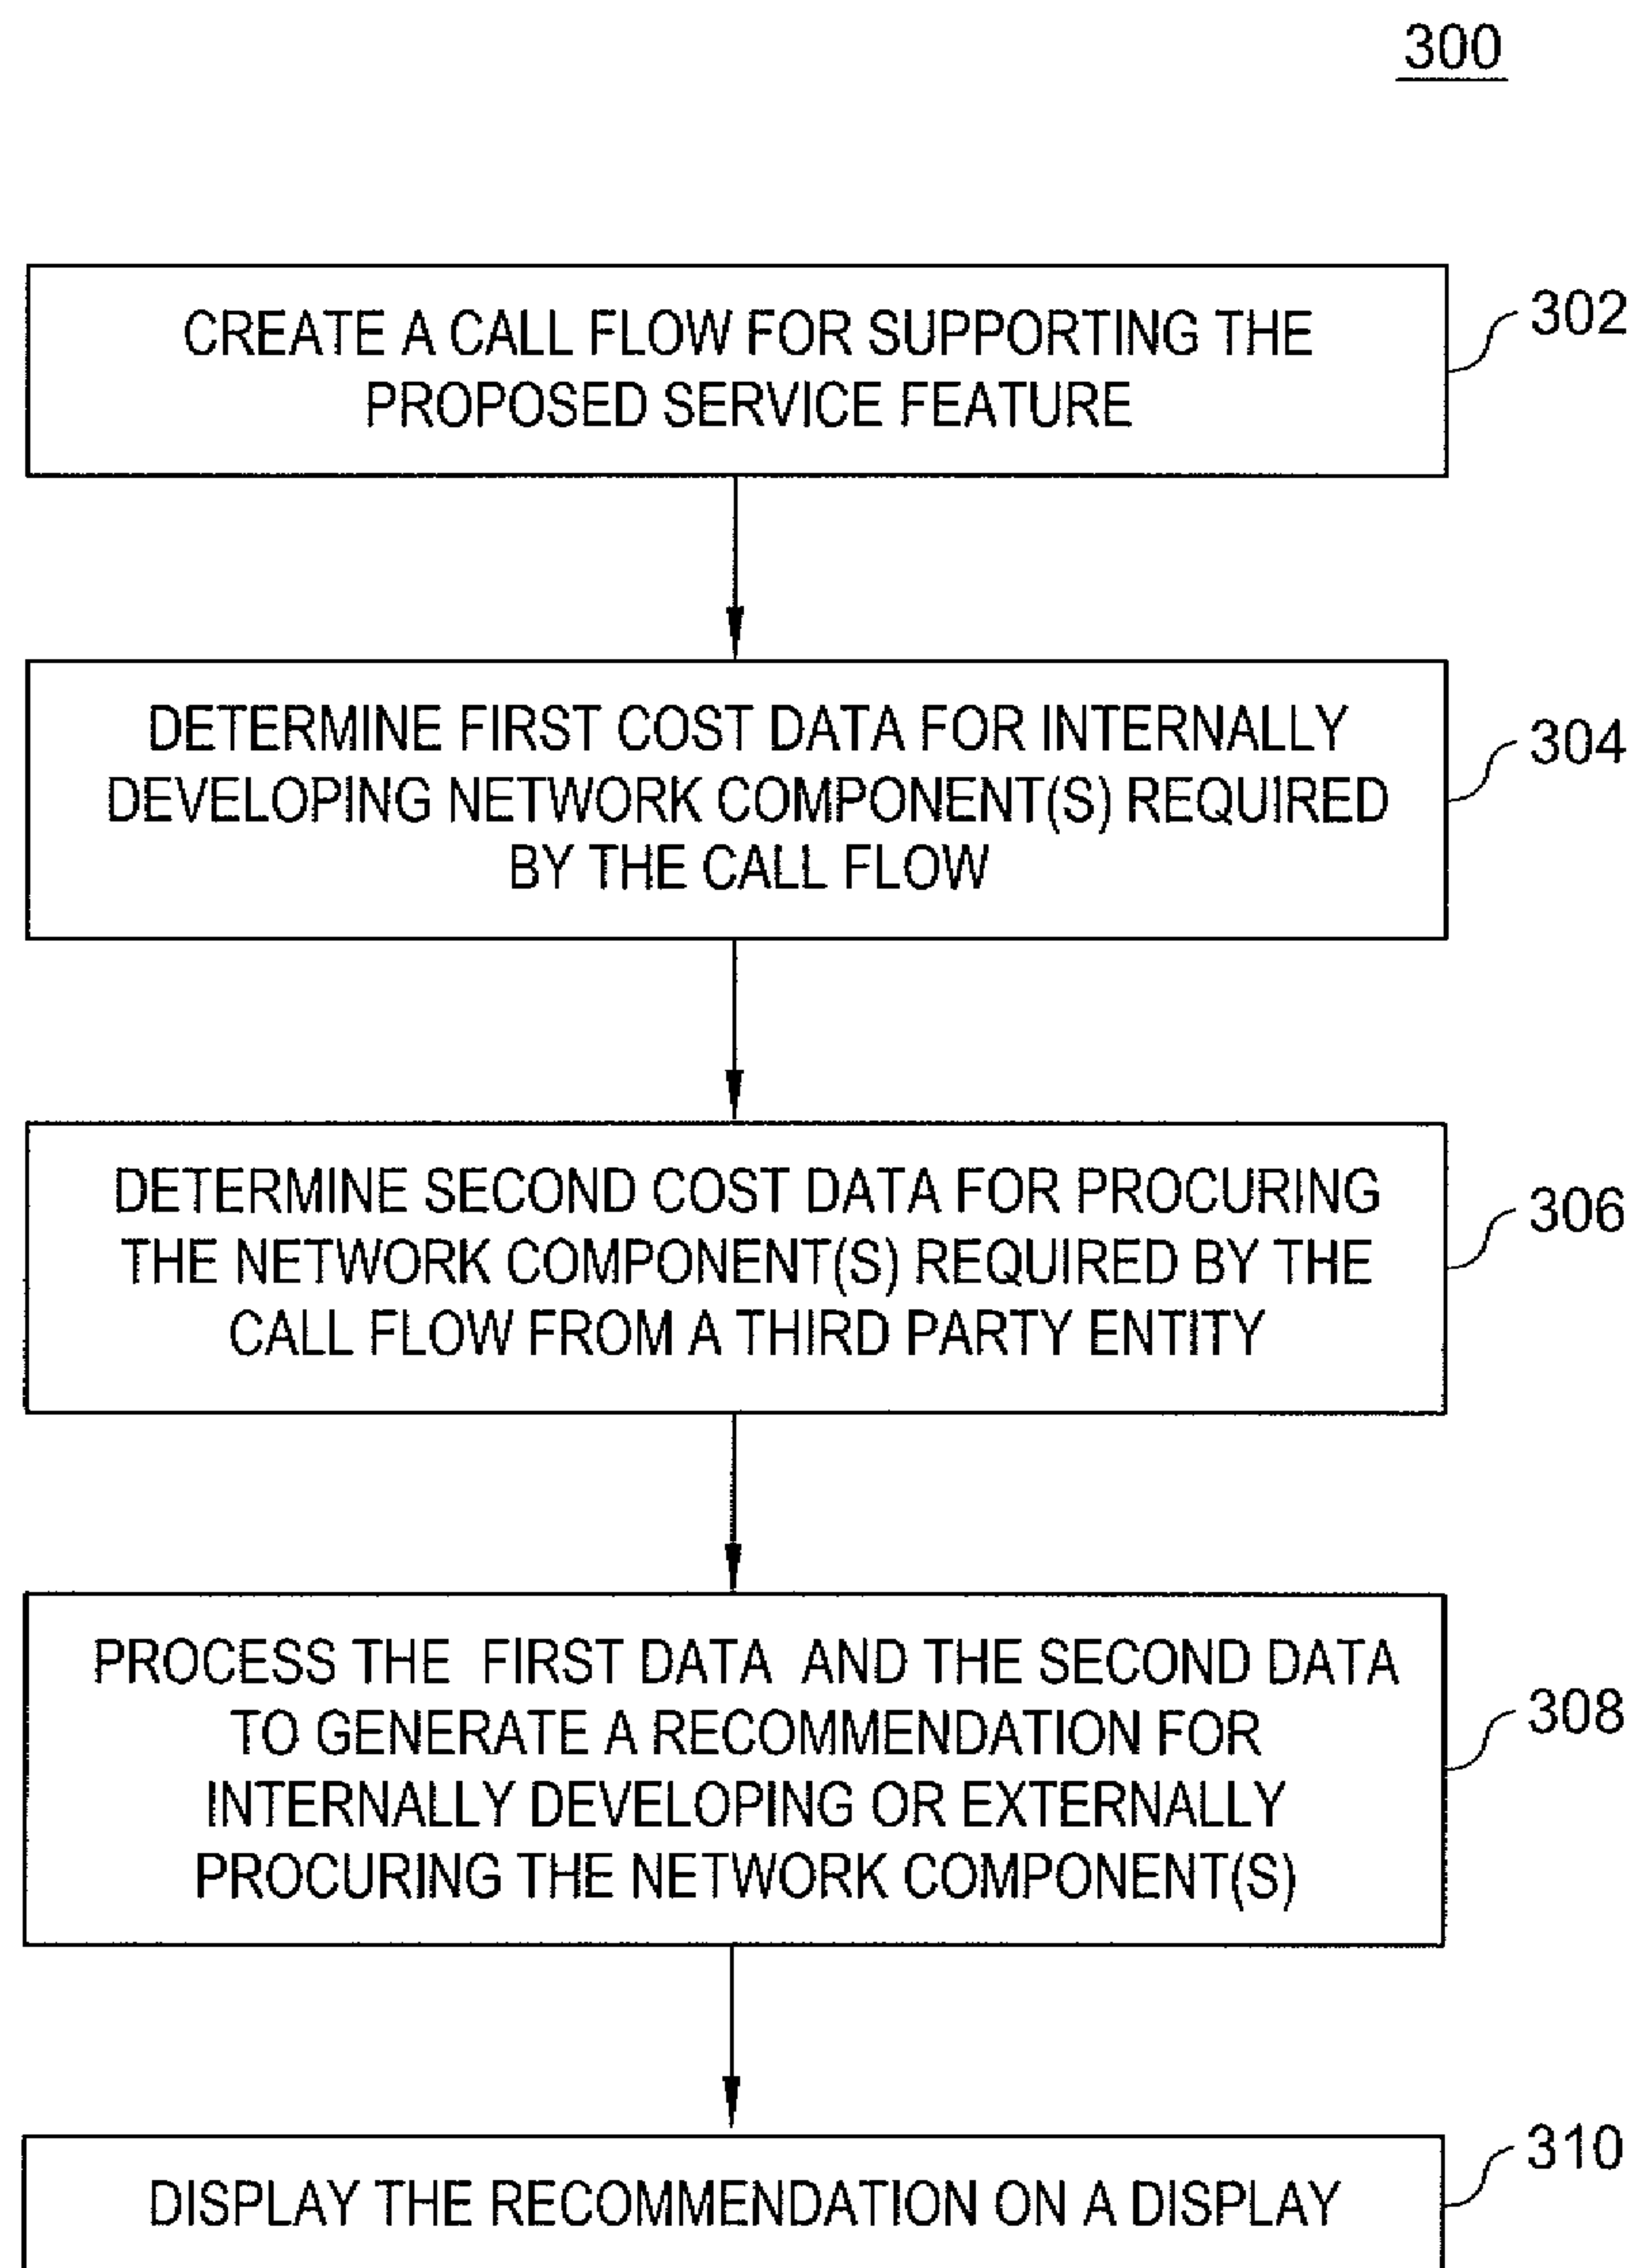 300
CREATE A CALL FLOW FOR SUPPORTING THE
PROPOSED SERVICE FEATURE
302
DETERMINE FIRST COST DATA FOR INTERNALLY
DEVELOPING NETWORK COMPONENT(S) REQUIRED
BY THE CALL FLOW
304
DETERMINE SECOND COST DATA FOR PROCURING
THE NETWORK COMPONENT(S) REQUIRED BY THE
CALL FLOW FROM A THIRD PARTY ENTITY
306
PROCESS THE FIRST DATA AND THE SECOND DATA
TO GENERATE A RECOMMENDATION FOR
INTERNALLY DEVELOPING OR EXTERNALLY
PROCURING THE NETWORK COMPONENT(S)
308
DISPLAY THE RECOMMENDATION ON A DISPLAY
310